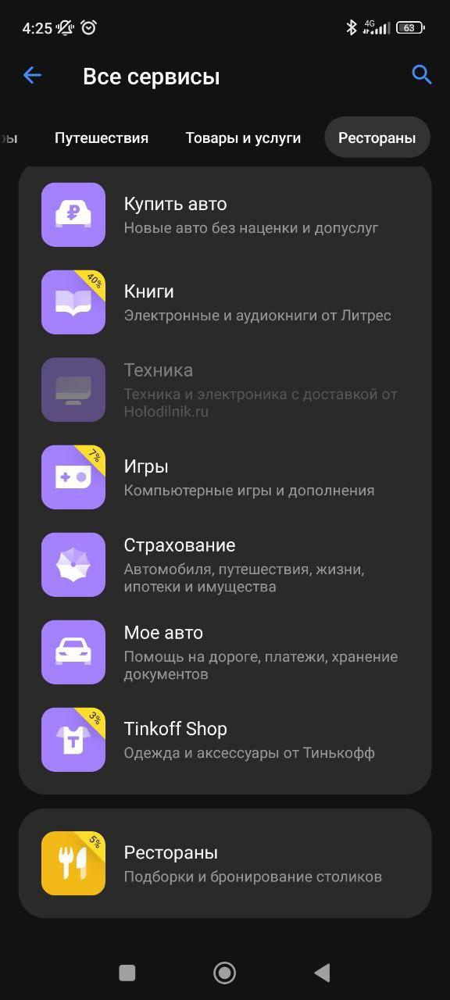 4:25
4G
63
Все сервисы
ры
Путешествия
Товары и услуги
Рестораны
₽
Купить авто
Новые авто без наценки и допуслуг
40%
Книги
Электронные и аудиокниги от Литрес
Техника
Техника и электроника с доставкой от
Holodilnik.ru
7%
Игры
Компьютерные игры и дополнения
Страхование
Автомобиля, путешествия, жизни,
ипотеки и имущества
Мое авто
Помощь на дороге, платежи, хранение
документов
3%
T
Tinkoff Shop
Одежда и аксессуары от Тинькофф
5%
Рестораны
Подборки и бронирование столиков